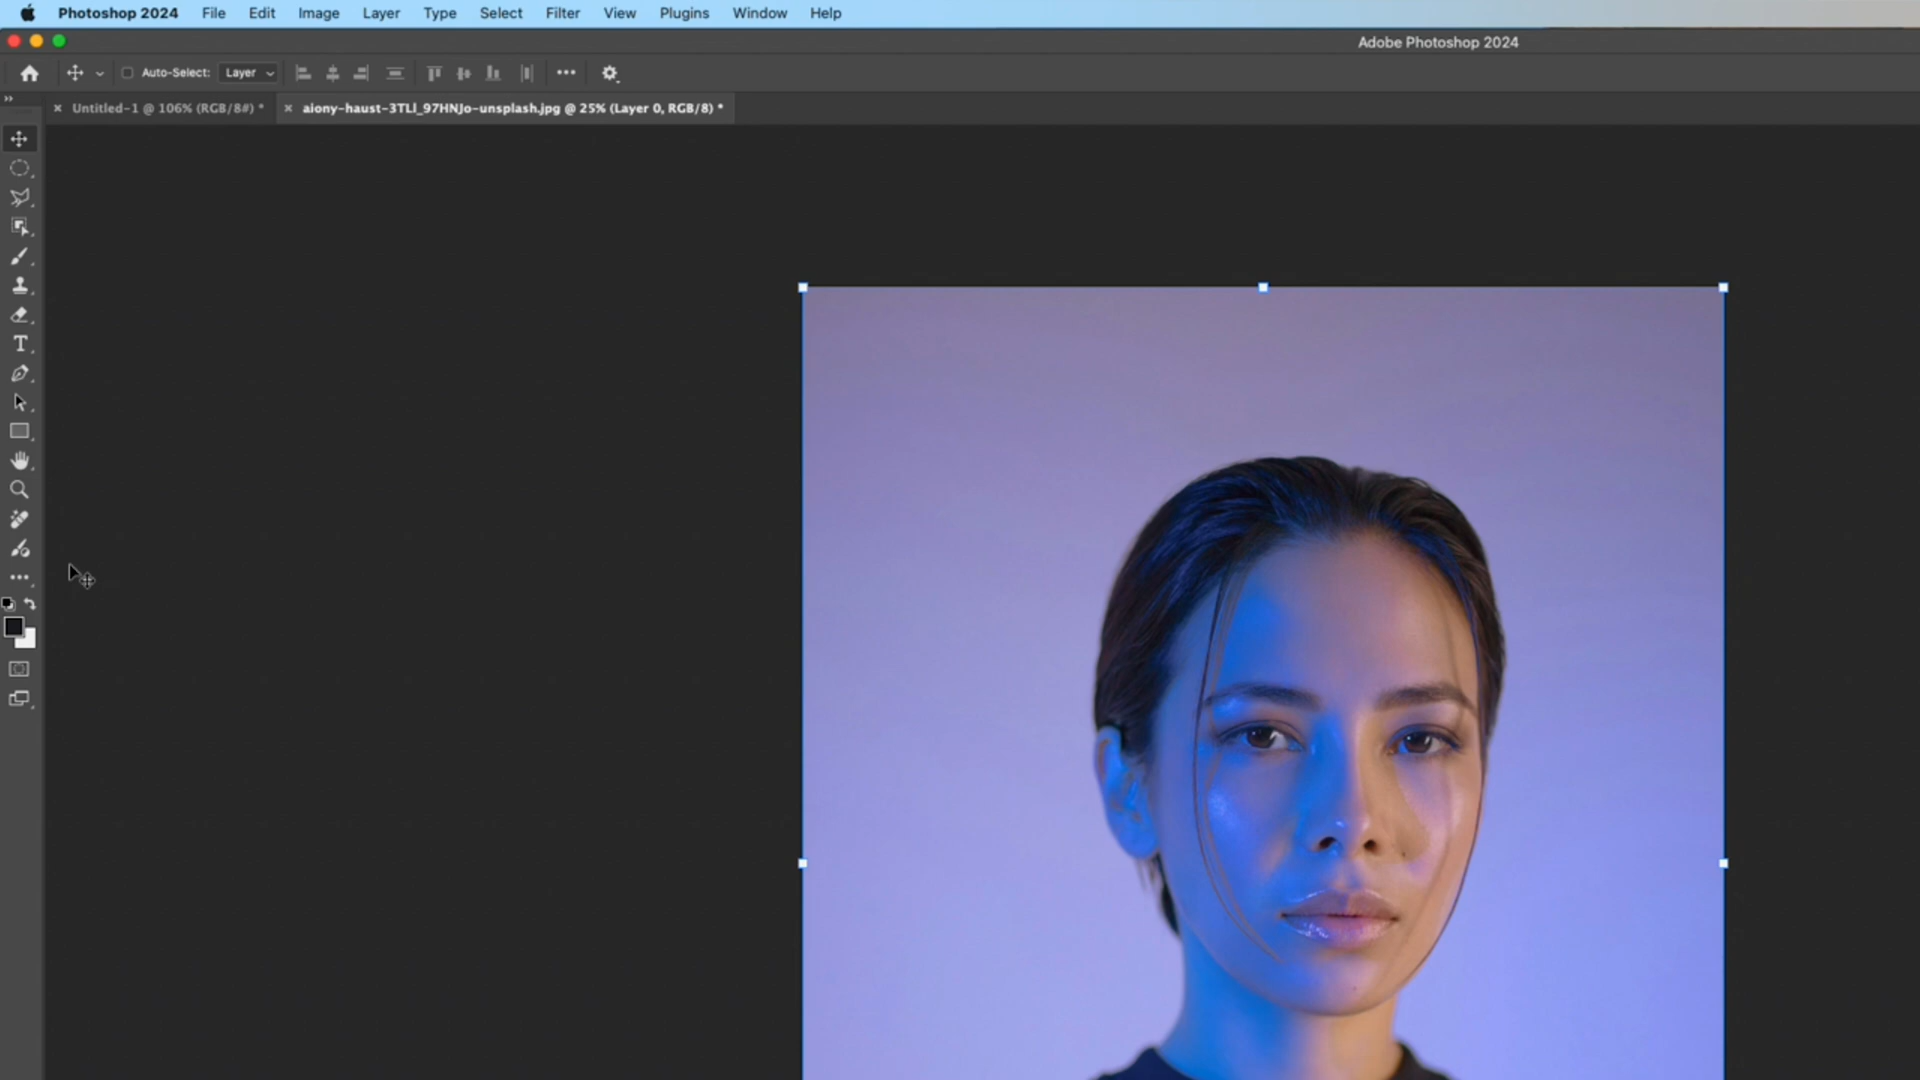 Photoshop 2024 File Edit Image Layer Type Select Filter View Plugins Window Help
Adobe Photoshop 2024
Auto-Select: Layer
Untitled-1 @ 106% (RGB/8#) * aiony-haust-3TLl_97HNJo-unsplash.jpg @ 25% (Layer 0, RGB/8) *